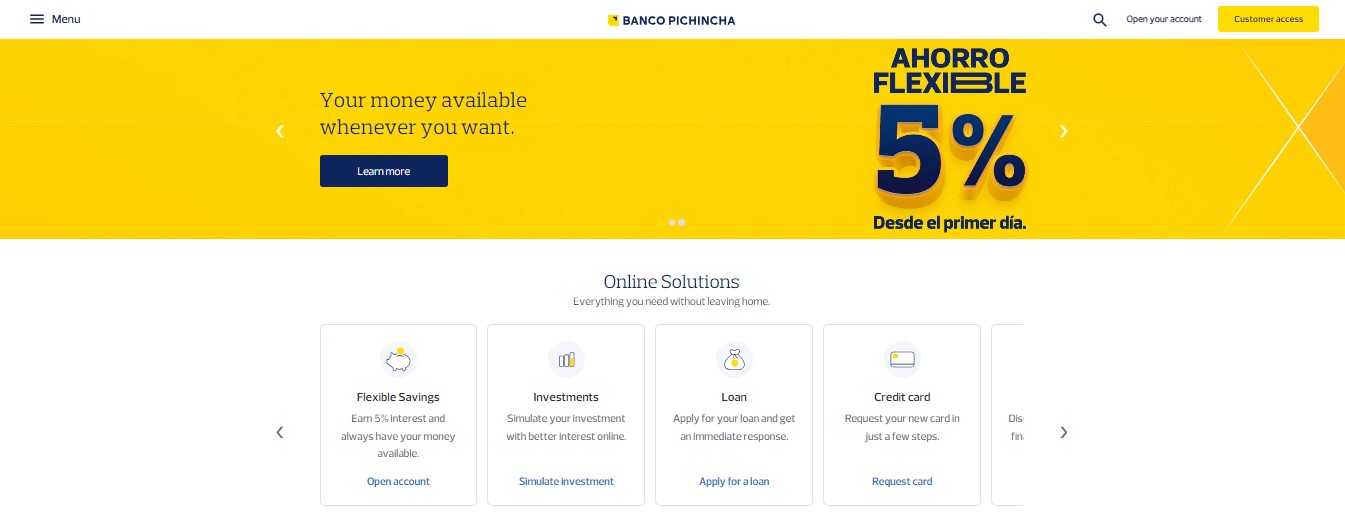 Menu
BANCO PICHINCHA
Open your account
Customer access
Your money available
whenever you want.
Learn more
AHORRO
FLEXIBLE
5%
Desde el primer día.
Online Solutions
Everything you need without leaving home.
Flexible Savings
Earn 5% interest and
always have your money
available.
Open account
Investments
Simulate your investment
with better interest online.
Simulate investment
Loan
Apply for your loan and get
an immediate response.
Apply for a loan
Credit card
Request your new card in
just a few steps.
Request card